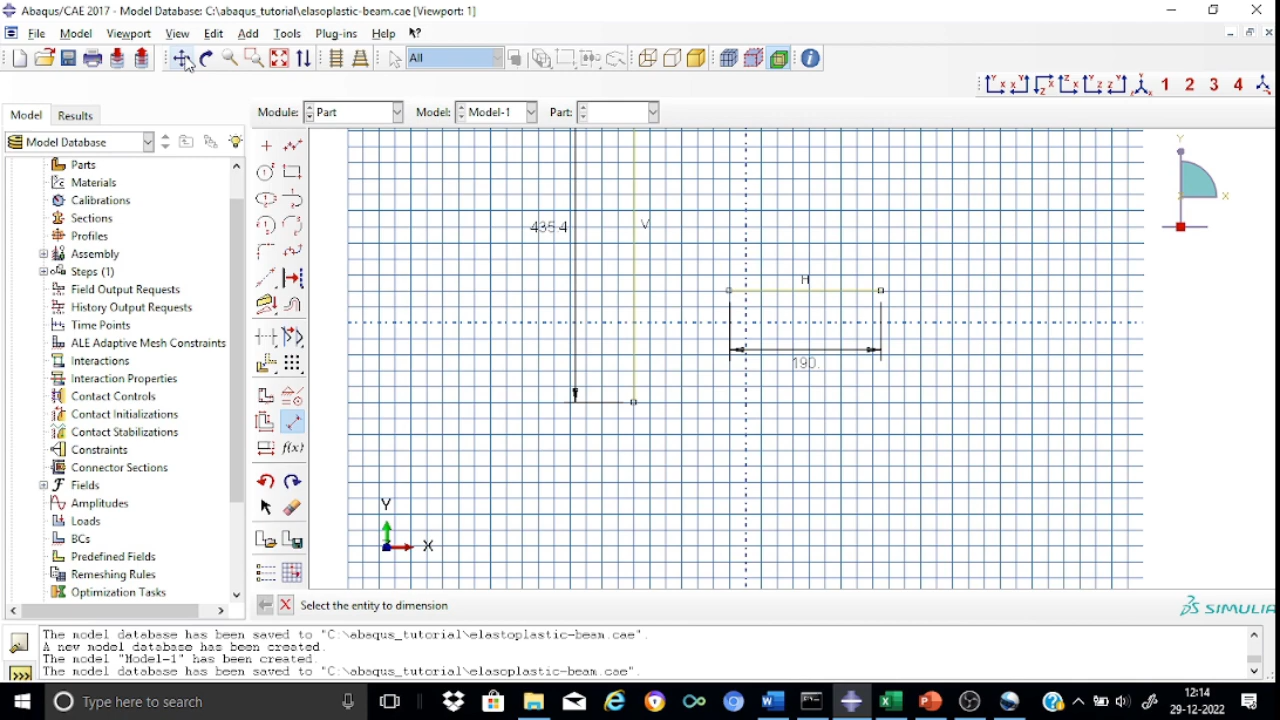 Abaqus/CAE 2017 - Model Database: C:\abaqus_tutorial\elasoplastic-beam.cae [Viewport: 1]
File Model Viewport View Edit Add Tools Plug-ins Help
All
1 2 3 4
Model Results
Module: Part Model: Model-1 Part:
Model Database
Parts
Materials
Calibrations
Sections
Profiles
Assembly
Steps (1)
Field Output Requests
History Output Requests
Time Points
ALE Adaptive Mesh Constraints
Interactions
Interaction Properties
Contact Controls
Contact Initializations
Contact Stabilizations
Constraints
Connector Sections
Fields
Amplitudes
Loads
BCs
Predefined Fields
Remeshing Rules
Optimization Tasks
f(x)
435.4
V
H
190.
Y
X
Y
X
Select the entity to dimension
SIMULIA
The model database has been saved to "C:\abaqus_tutorial\elastoplastic-beam.cae".
A new model database has been created.
The model "Model-1" has been created.
The model database has been saved to "C:\abaqus_tutorial\elasoplastic-beam.cae".
>>>
Type here to search
12:14
29-12-2022